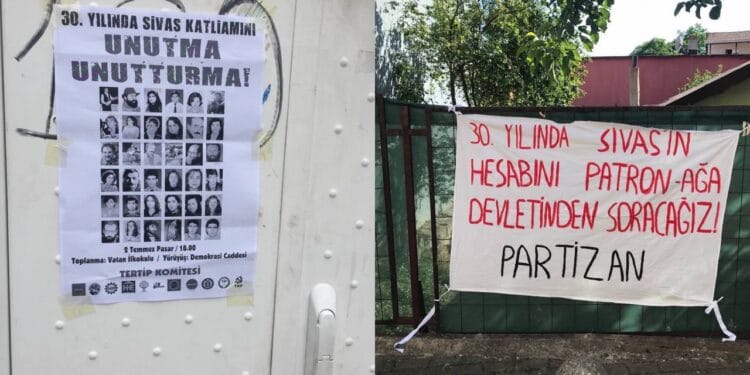 30. YILINDA SİVAS KATLİAMINI
UNUTMA
UNUTTURMA!
2 Temmuz Pazar / 18.00
Toplanma: Vatan İlkokulu / Yürüyüş: Demokrasi Caddesi
TERTİP KOMİTESİ
30. YILINDA SİVAS'IN
HESABINI PATRON-AĞA
DEVLETİNDEN SORACAĞIZ!
PARTİZAN